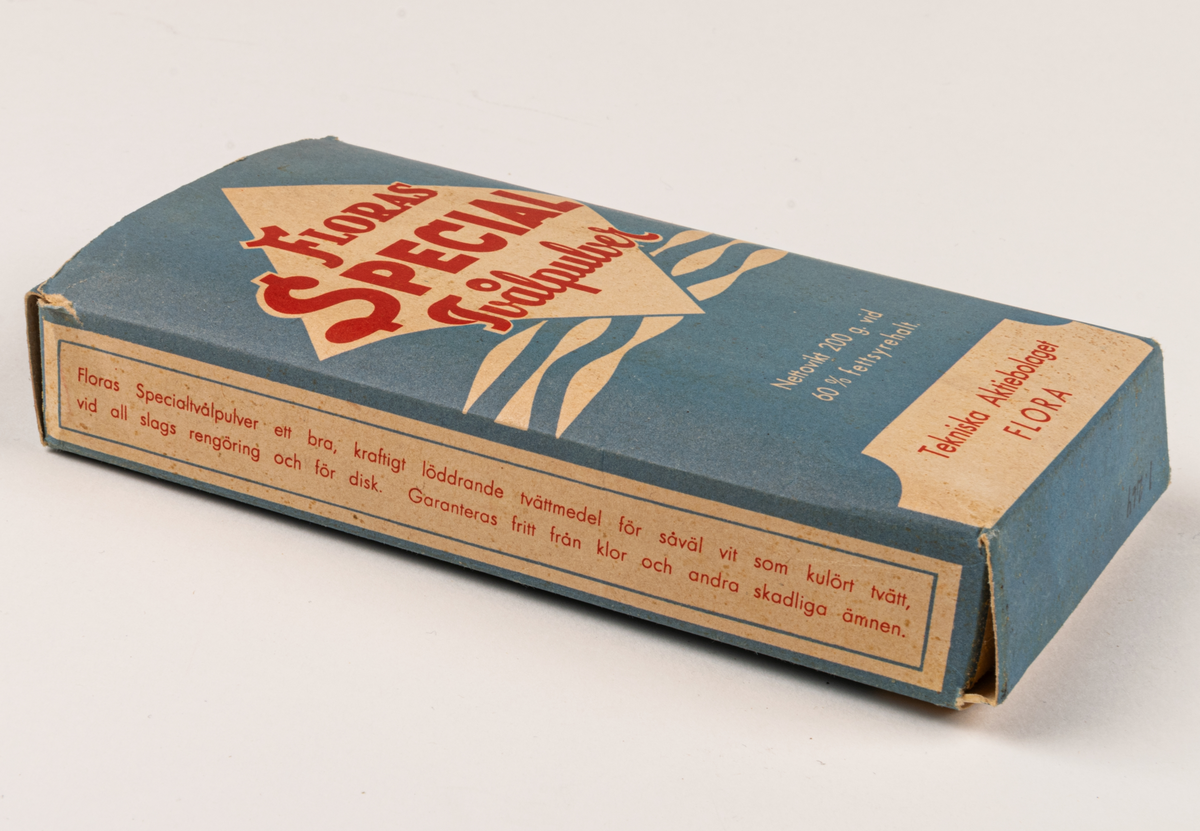 FLORAS
SPECIAL
Tvålpulver
Nettovikt 200 g. vid
60 % fettsyrehalt.
Tekniska Aktiebolaget
FLORA
Floras Specialtvålpulver ett bra, kraftigt löddrande tvättmedel för såväl vit som kulört tvätt,
vid all slags rengöring och för disk. Garanteras fritt från klor och andra skadliga ämnen.